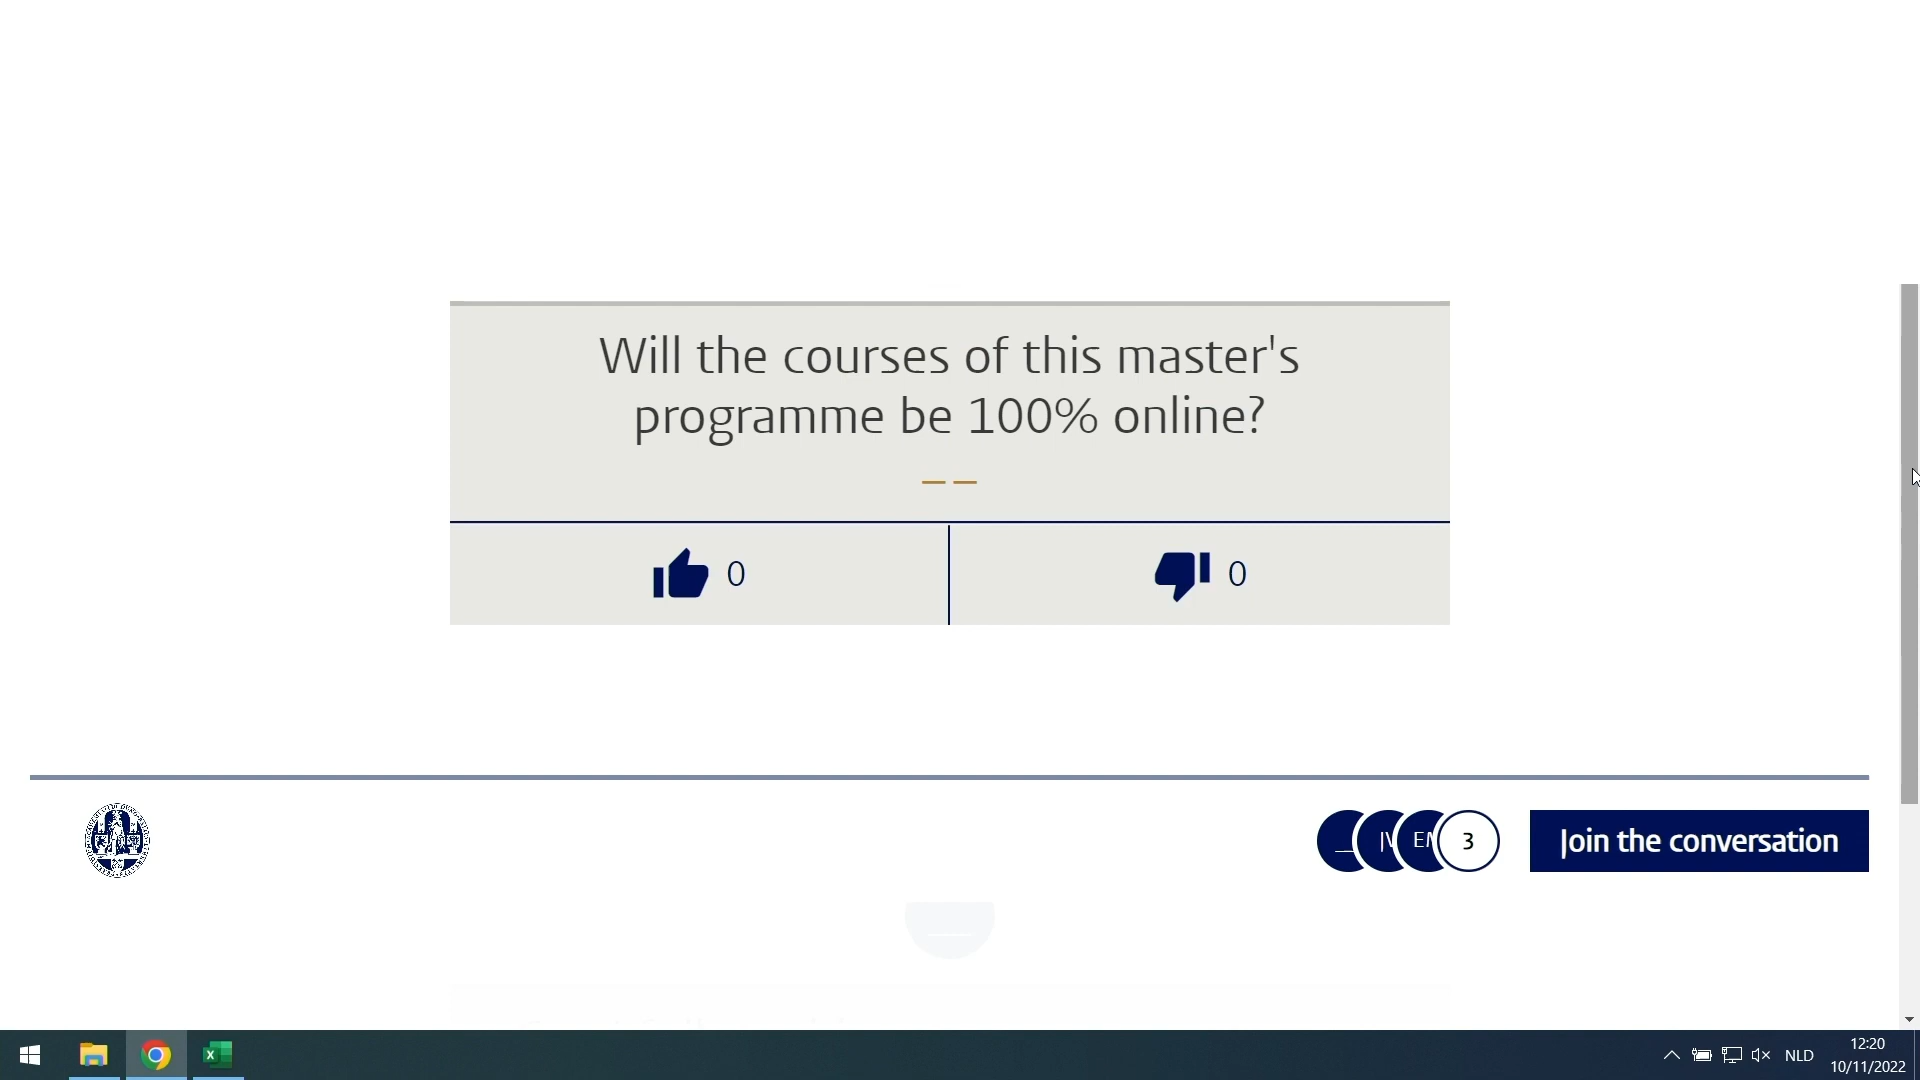 Will the courses of this master's
programme be 100% online?
0
0
3
Join the conversation
NLD
12:20
10/11/2022